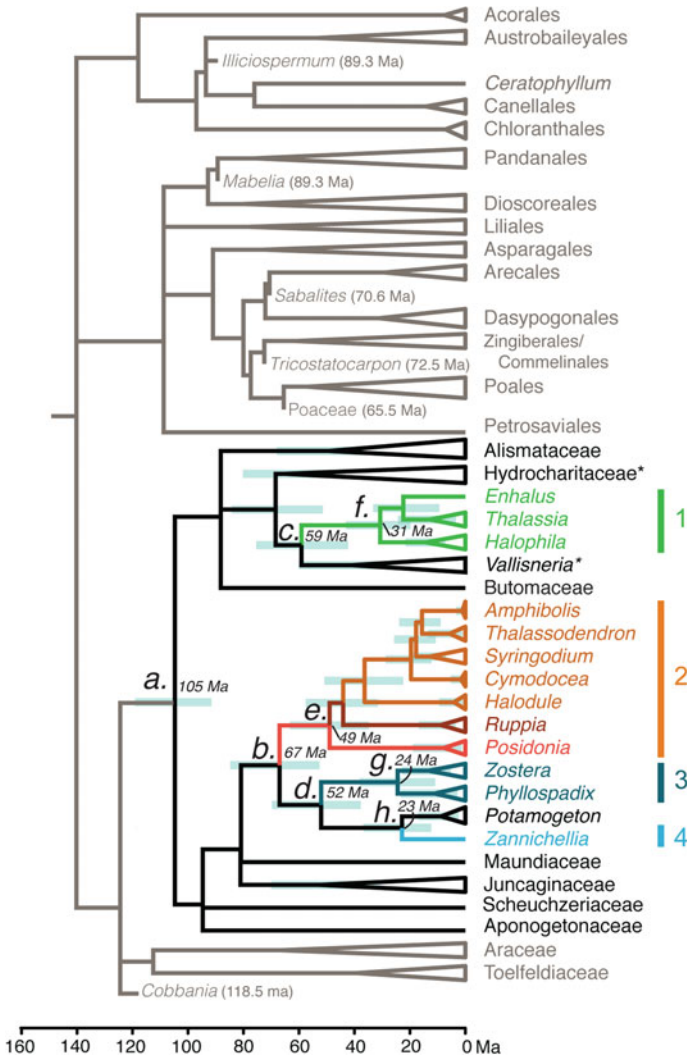 Acorales
Austrobaileyales
Illiciospermum (89.3 Ma)
Ceratophyllum
Canellales
Chloranthales
Pandanales
Mabelia (89.3 Ma)
Dioscoreales
Liliales
Asparagales
Arecales
Sabalites (70.6 Ma)
Dasypogonales
Zingiberales/
Tricostatocarpon (72.5 Ma) Commelinales
Poales
Poaceae (65.5 Ma)
Petrosaviales
Alismataceae
Hydrocharitaceae*
Enhalus
f.
Thalassia 1
c. 59 Ma 31 Ma
Halophila
Vallisneria*
Butomaceae
Amphibolis
Thalassodendron
Syringodium
a. 105 Ma
Cymodocea 2
Halodule
e.
Ruppia
49 Ma
b. 67 Ma
Posidonia
g. 24 Ma
Zostera 3
d. 52 Ma
Phyllospadix
h. 23 Ma
Potamogeton
Zannichellia 4
Maundiaceae
Juncaginaceae
Scheuchzeriaceae
Aponogetonaceae
Araceae
Toelfeldiaceae
Cobbania (118.5 ma)
160 140 120 100 80 60 40 20 0 Ma